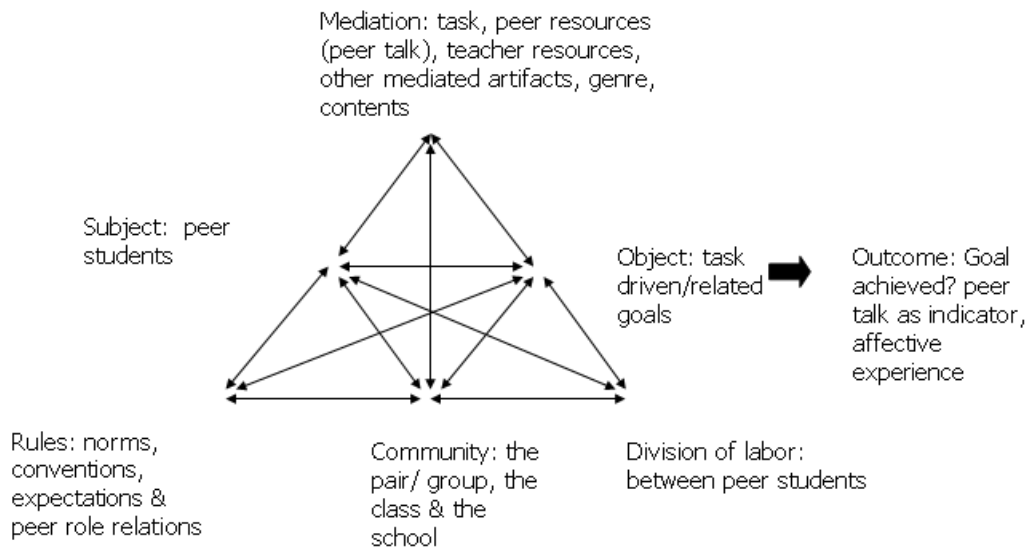 Mediation: task, peer resources
(peer talk), teacher resources,
other mediated artifacts, genre,
contents
Subject: peer
students
Object: task
driven/related
goals
Outcome: Goal
achieved? peer
talk as indicator,
affective
experience
Rules: norms,
conventions,
expectations &
peer role relations
Community: the
pair/ group, the
class & the
school
Division of labor:
between peer students